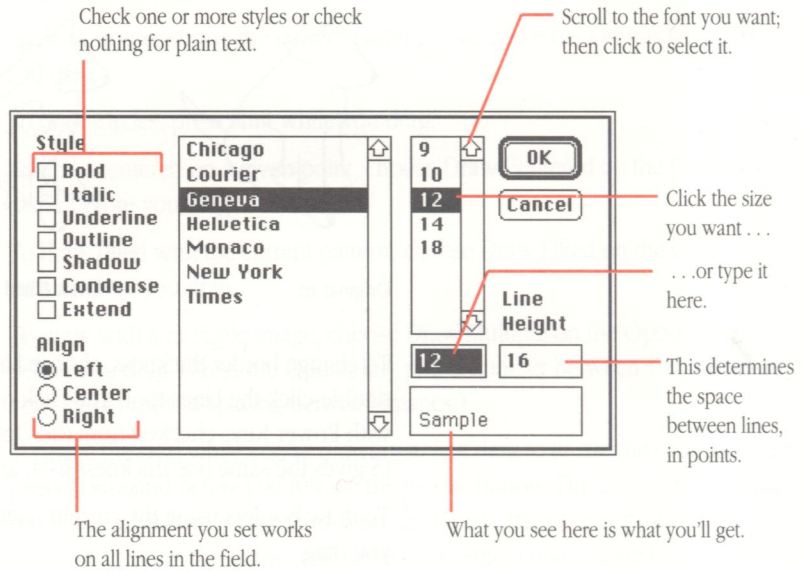 Check one or more styles or check
nothing for plain text.
Scroll to the font you want;
then click to select it.
Style
Bold
Italic
Underline
Outline
Shadow
Condense
Extend
Align
Left
Center
Right
Chicago
Courier
Geneva
Helvetica
Monaco
New York
Times
9
10
12
14
18
OK
Cancel
Line
Height
12
16
Sample
Click the size
you want . . .
. . .or type it
here.
This determines
the space
between lines,
in points.
The alignment you set works
on all lines in the field.
What you see here is what you'll get.